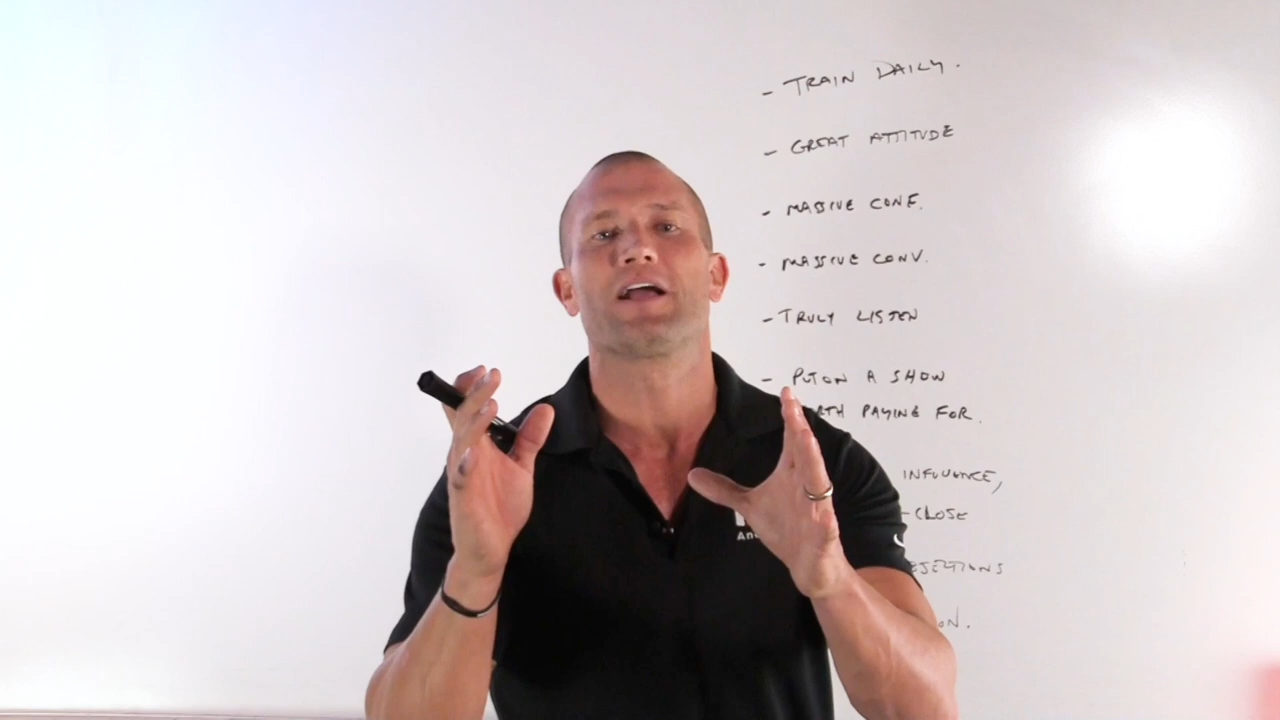 - TRAIN DAILY.
- GREAT ATTITUDE
- MASSIVE CONF.
- MASSIVE CONV.
- TRULY LISTEN
- PUT ON A SHOW
PAYING FOR.
INFLUENCE,
-CLOSE